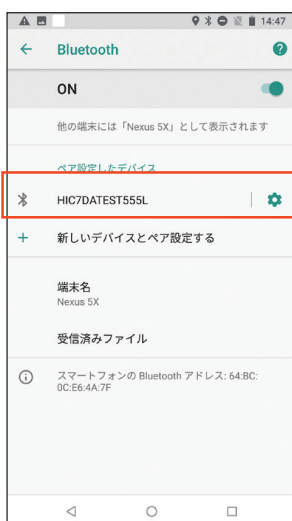 14:47
Bluetooth
ON
他の端末には「Nexus 5X」として表示されます
ペア設定したデバイス
HIC7DATEST555L
新しいデバイスとペア設定する
端末名
Nexus 5X
受信済みファイル
スマートフォンの Bluetooth アドレス: 64:BC:
0C:E6:4A:7F